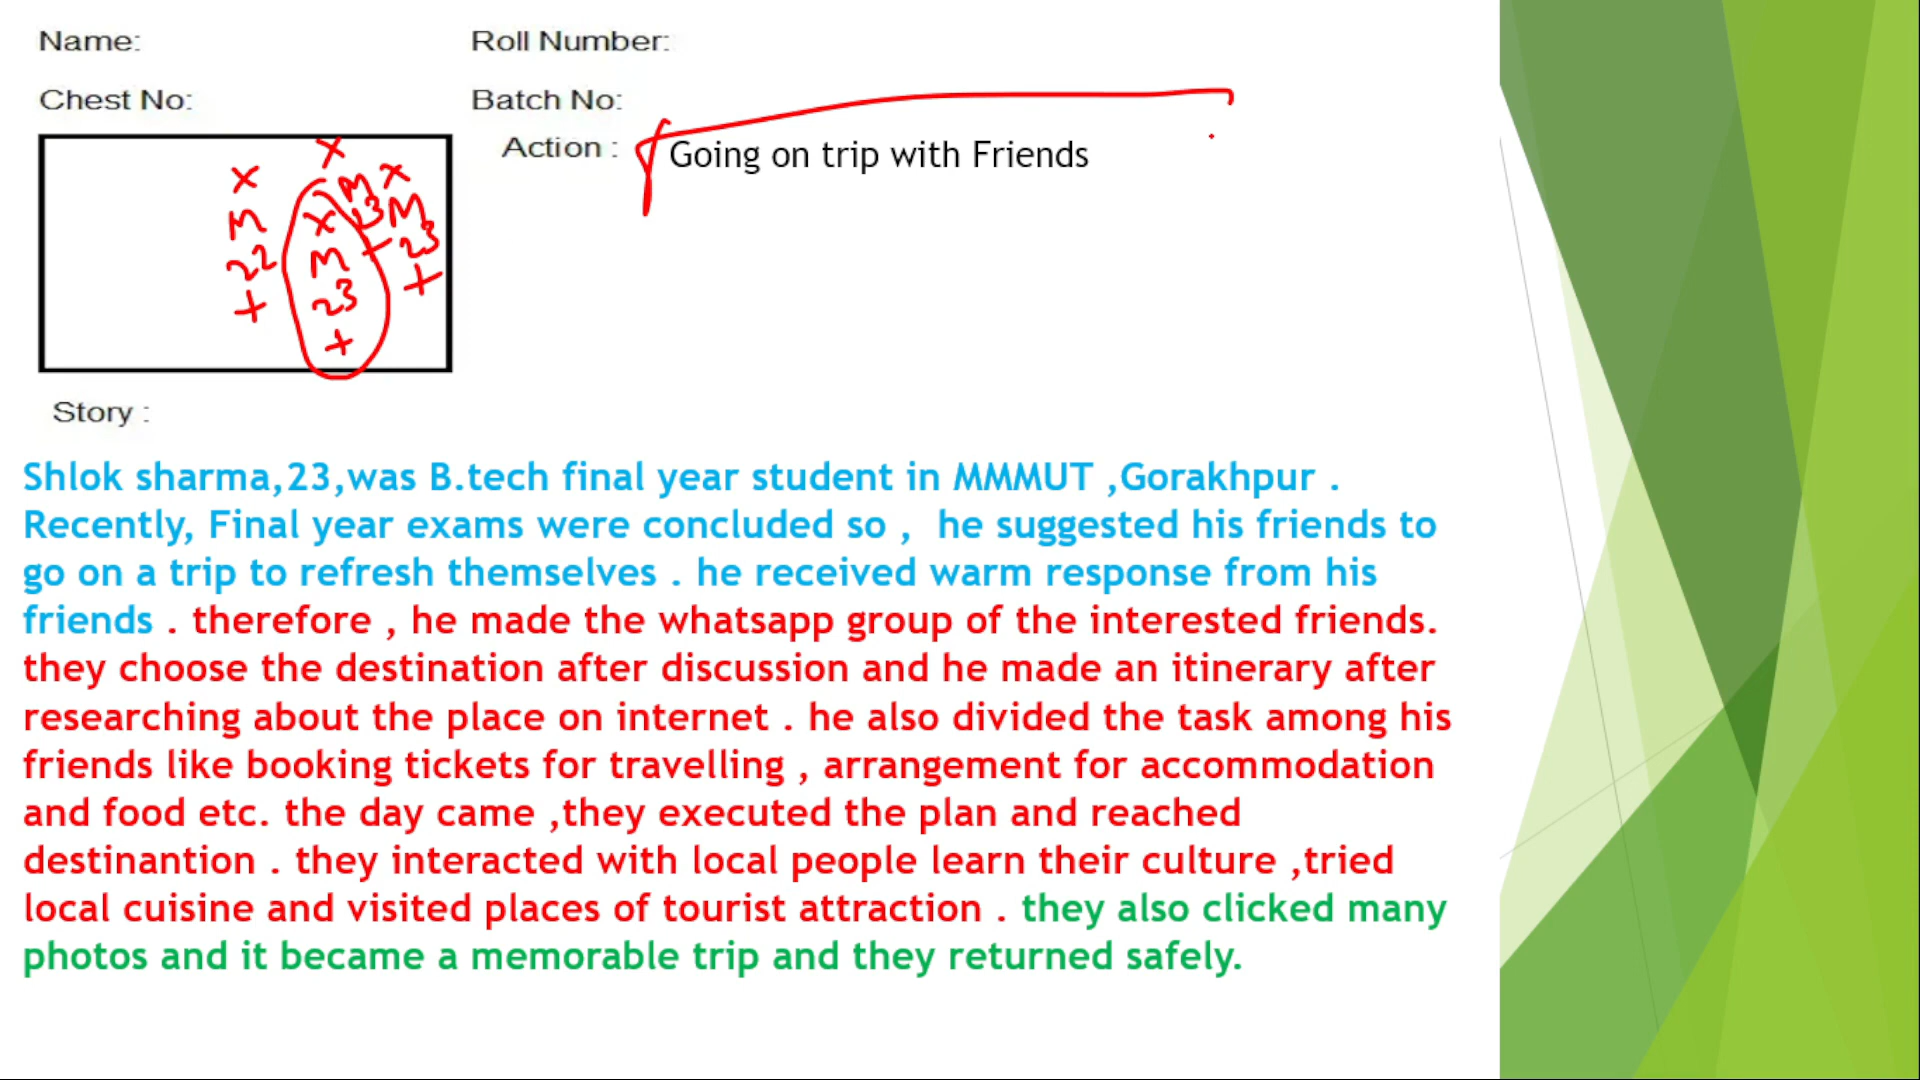 Name:
Roll Number:
Chest No:
Batch No:
Action :
Going on trip with Friends
x
M
22
+
x
M
23
+
x
M
23
+
x
M
23
+
Story :
Shlok sharma,23,was B.tech final year student in MMMUT ,Gorakhpur .
Recently, Final year exams were concluded so , he suggested his friends to
go on a trip to refresh themselves . he received warm response from his
friends . therefore , he made the whatsapp group of the interested friends.
they choose the destination after discussion and he made an itinerary after
researching about the place on internet . he also divided the task among his
friends like booking tickets for travelling , arrangement for accommodation
and food etc. the day came ,they executed the plan and reached
destinantion . they interacted with local people learn their culture ,tried
local cuisine and visited places of tourist attraction . they also clicked many
photos and it became a memorable trip and they returned safely.